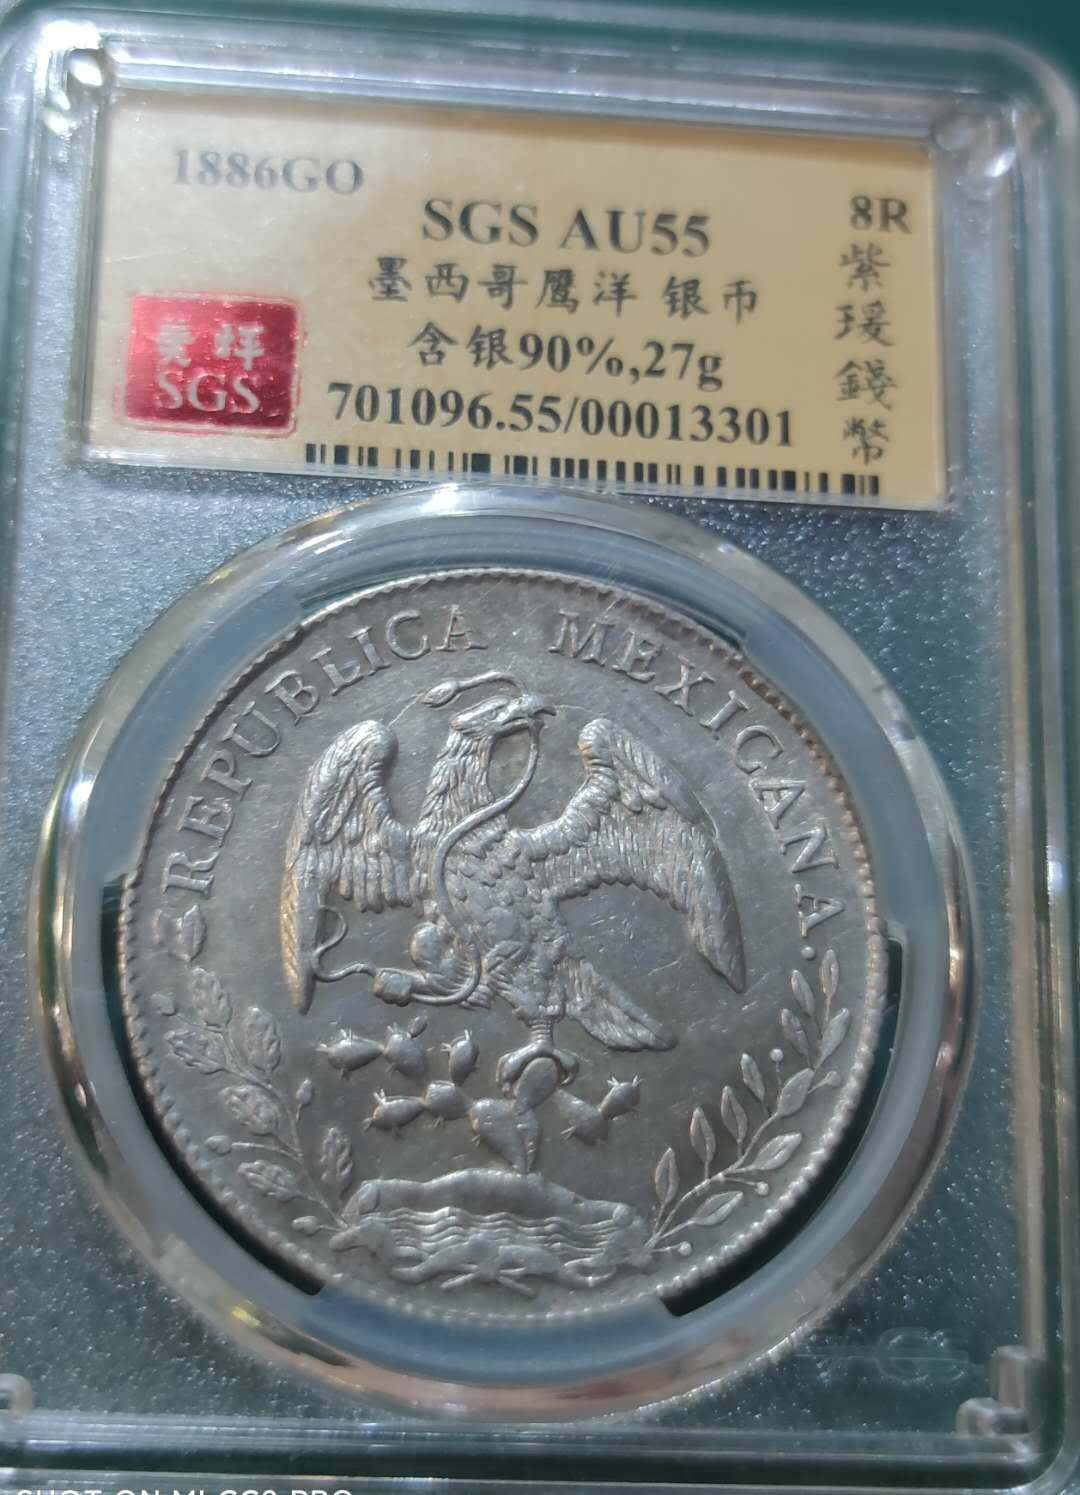 1886GO
8R
SGS AU55
墨西哥鹰洋 银币
含银90%,27g
701096.55/00013301
紫瑗錢幣
SGS
REPUBLICA MEXICANA.